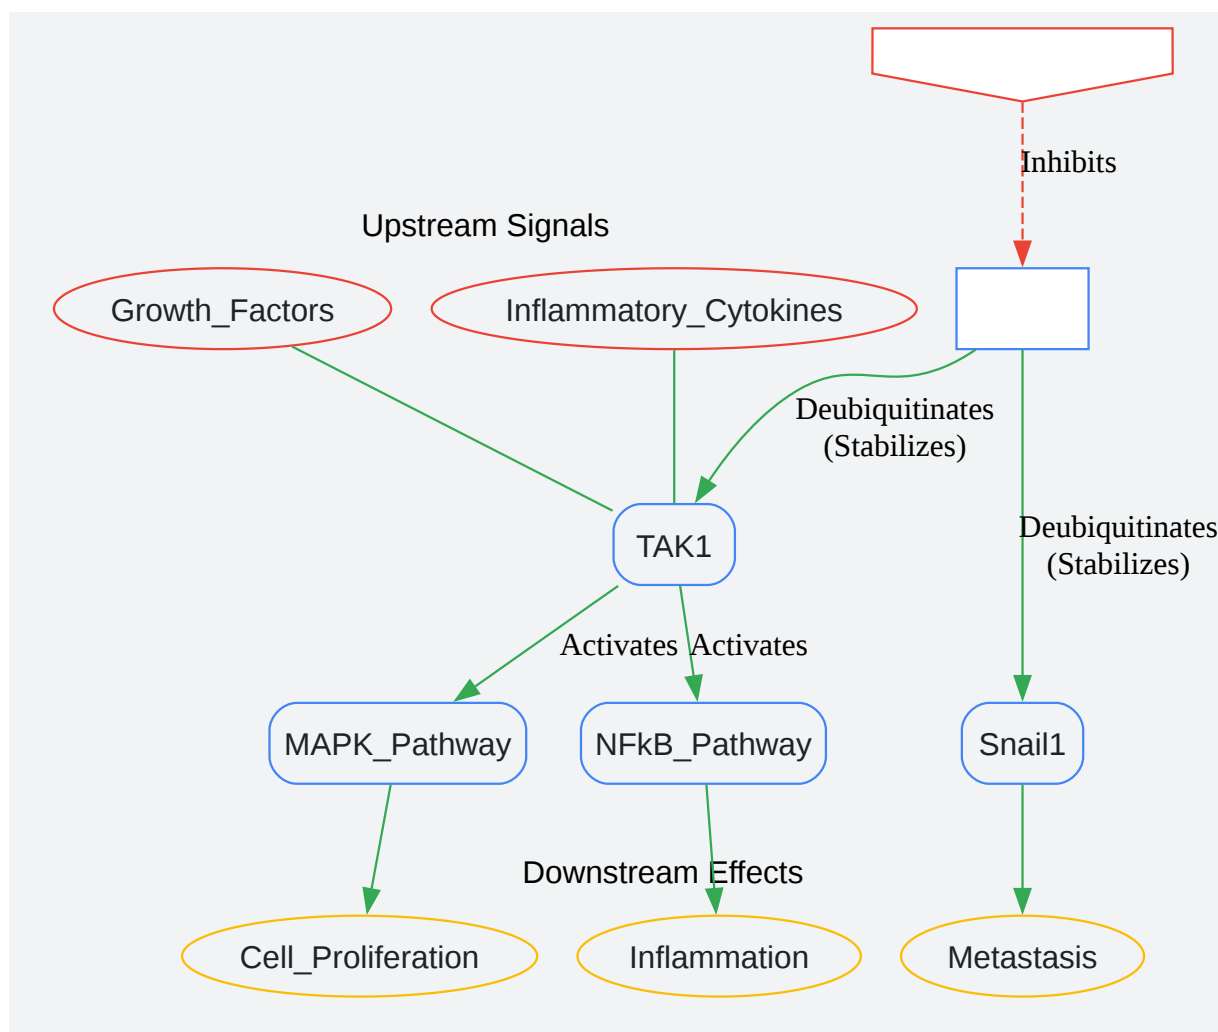 Inhibits
Upstream Signals
Growth_Factors
Inflammatory_Cytokines
Deubiquitinates
(Stabilizes)
Deubiquitinates
(Stabilizes)
TAK1
Activates
Activates
MAPK_Pathway
NFkB_Pathway
Snail1
Downstream Effects
Cell_Proliferation
Inflammation
Metastasis